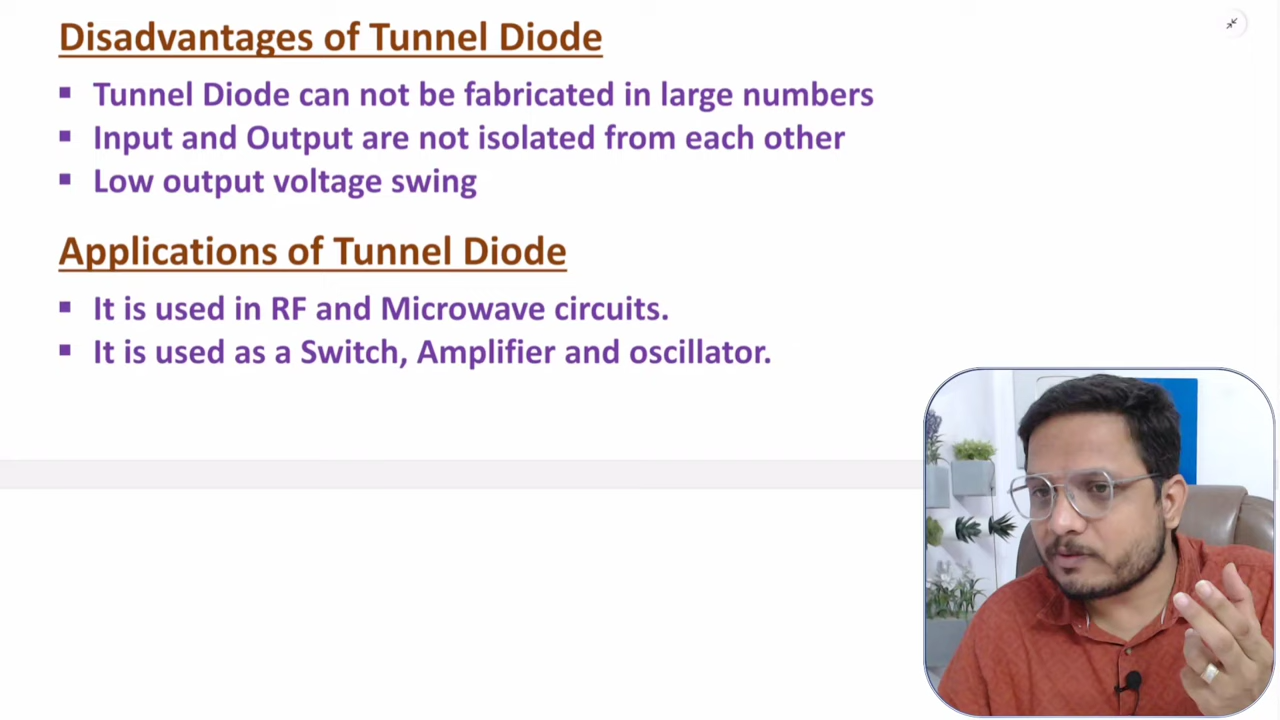 Disadvantages of Tunnel Diode
▪ Tunnel Diode can not be fabricated in large numbers
▪ Input and Output are not isolated from each other
▪ Low output voltage swing
Applications of Tunnel Diode
▪ It is used in RF and Microwave circuits.
▪ It is used as a Switch, Amplifier and oscillator.